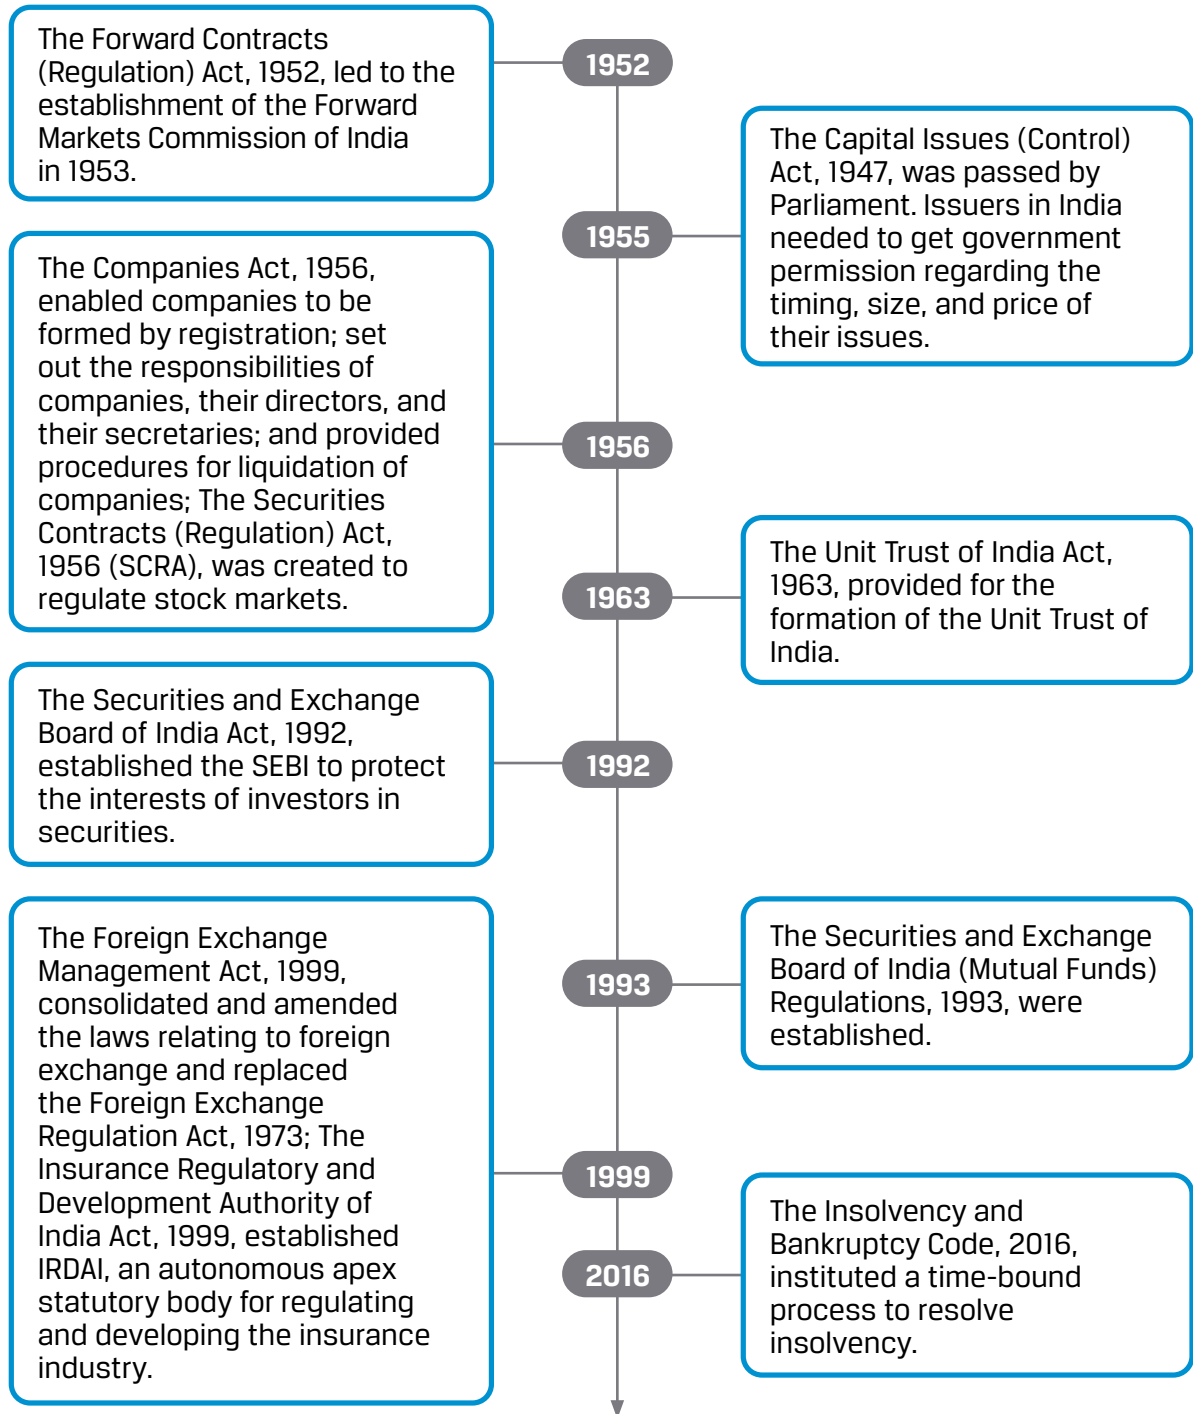 The Forward Contracts
(Regulation) Act, 1952, led to the
establishment of the Forward
Markets Commission of India
in 1953.
1952
The Capital Issues (Control)
Act, 1947, was passed by
Parliament. Issuers in India
needed to get government
permission regarding the
timing, size, and price of
their issues.
1955
The Companies Act, 1956,
enabled companies to be
formed by registration; set
out the responsibilities of
companies, their directors, and
their secretaries; and provided
procedures for liquidation of
companies; The Securities
Contracts (Regulation) Act,
1956 (SCRA), was created to
regulate stock markets.
1956
The Unit Trust of India Act,
1963, provided for the
formation of the Unit Trust of
India.
1963
The Securities and Exchange
Board of India Act, 1992,
established the SEBI to protect
the interests of investors in
securities.
1992
The Securities and Exchange
Board of India (Mutual Funds)
Regulations, 1993, were
established.
1993
The Foreign Exchange
Management Act, 1999,
consolidated and amended
the laws relating to foreign
exchange and replaced
the Foreign Exchange
Regulation Act, 1973; The
Insurance Regulatory and
Development Authority of
India Act, 1999, established
IRDAI, an autonomous apex
statutory body for regulating
and developing the insurance
industry.
1999
The Insolvency and
Bankruptcy Code, 2016,
instituted a time-bound
process to resolve
insolvency.
2016